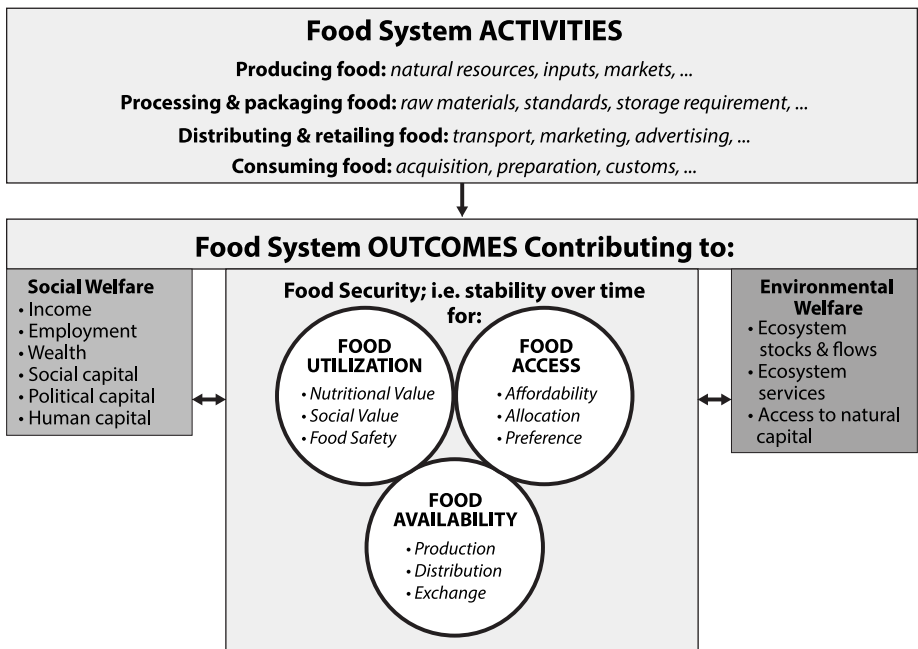 Food System ACTIVITIES
Producing food: natural resources, inputs, markets, ...
Processing & packaging food: raw materials, standards, storage requirement, ...
Distributing & retailing food: transport, marketing, advertising, ...
Consuming food: acquisition, preparation, customs, ...
Food System OUTCOMES Contributing to:
Social Welfare
• Income
• Employment
• Wealth
• Social capital
• Political capital
• Human capital
Food Security; i.e. stability over time
for:
FOOD
UTILIZATION
• Nutritional Value
• Social Value
• Food Safety
FOOD
ACCESS
• Affordability
• Allocation
• Preference
FOOD
AVAILABILITY
• Production
• Distribution
• Exchange
Environmental
Welfare
• Ecosystem
stocks & flows
• Ecosystem
services
• Access to natural
capital